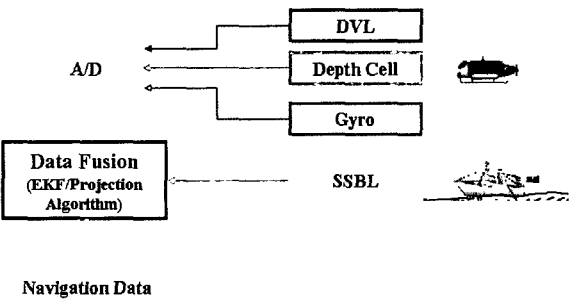 DVL
A/D
Depth Cell
Gyro
Data Fusion
(EKF/Projection
Algorithm)
SSBL
Navigation Data